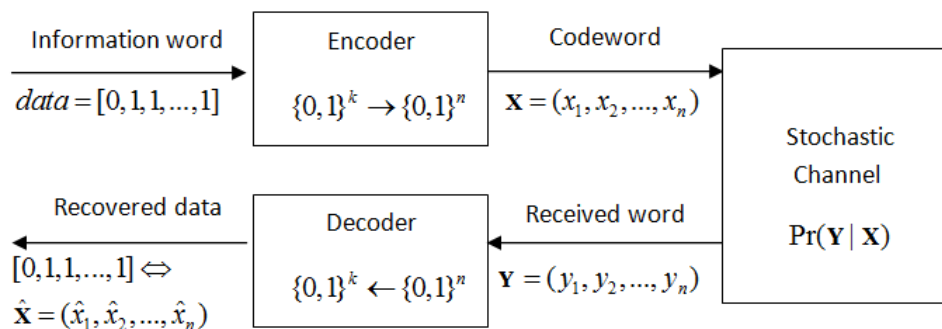 Information word
data = [0,1,1,...,1]
Encoder
{0,1}^k → {0,1}^n
Codeword
X = (x_1, x_2, ..., x_n)
Stochastic
Channel
Pr(Y | X)
Received word
Y = (y_1, y_2, ..., y_n)
Decoder
{0,1}^k ← {0,1}^n
Recovered data
[0,1,1,...,1] ⇔
X̂ = (x̂_1, x̂_2, ..., x̂_n)